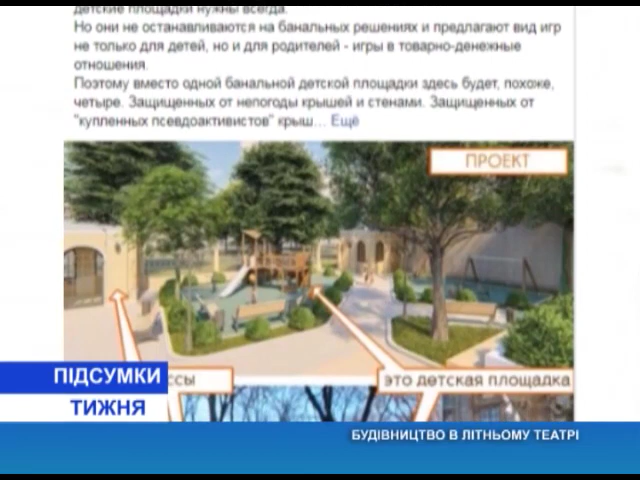 детские площадки нужны всегда.
Но они не останавливаются на банальных решениях и предлагают вид игр
не только для детей, но и для родителей - игры в товарно-денежные
отношения.
Поэтому вместо одной банальной детской площадки здесь будет, похоже,
четыре. Защищенных от непогоды крышей и стенами. Защищенных от
"купленных псевдоактивистов" крыш... Ещё
ПРОЕКТ
это детская площадка
ПІДСУМКИ
ТИЖНЯ
БУДІВНИЦТВО В ЛІТНЬОМУ ТЕАТРІ